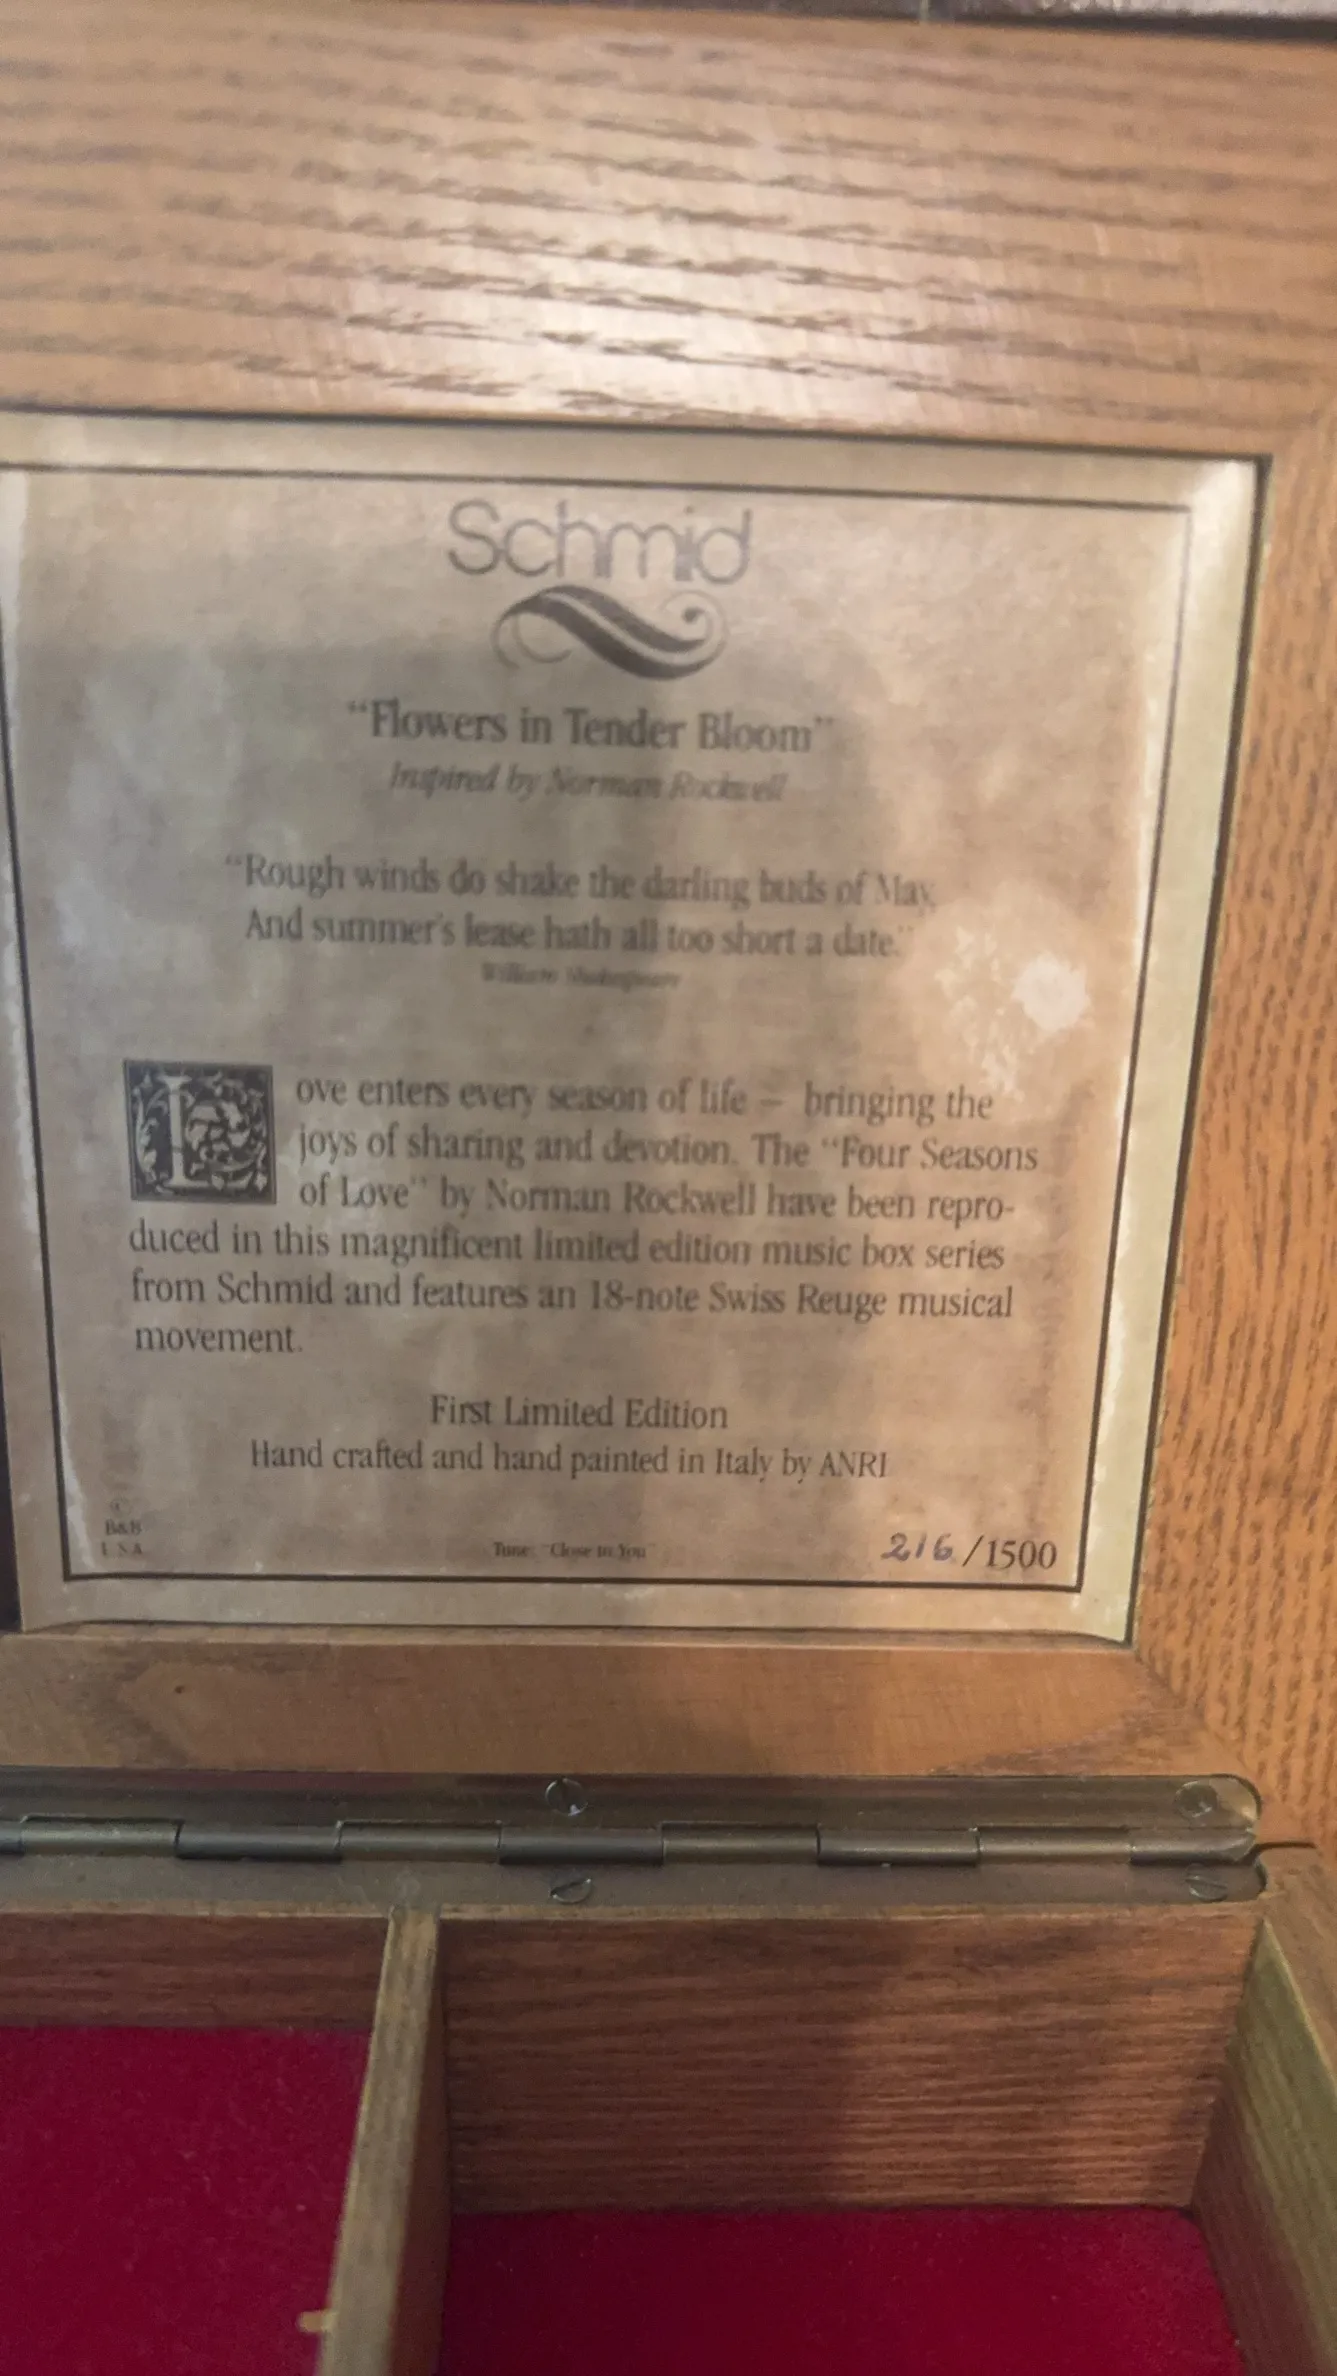 Schmid
"Flowers in Tender Bloom"
Inspired by Norman Rockwell
"Rough winds do shake the darling buds of May,
And summer's lease hath all too short a date."
William Shakespeare
Love enters every season of life – bringing the
joys of sharing and devotion. The "Four Seasons
of Love" by Norman Rockwell have been repro-
duced in this magnificent limited edition music box series
from Schmid and features an 18-note Swiss Reuge musical
movement.
First Limited Edition
Hand crafted and hand painted in Italy by ANRI
©
B&B
USA
Tune: "Close to You"
216/1500